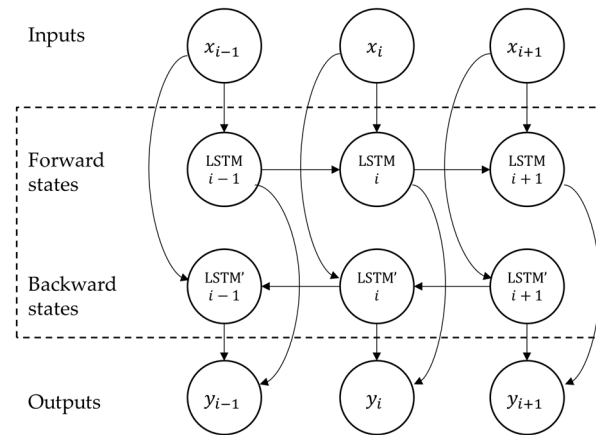 Inputs
x_{i−1}
x_i
x_{i+1}
Forward
states
LSTM
i − 1
LSTM
i
LSTM
i + 1
Backward
states
LSTM'
i − 1
LSTM'
i
LSTM'
i + 1
Outputs
y_{i−1}
y_i
y_{i+1}